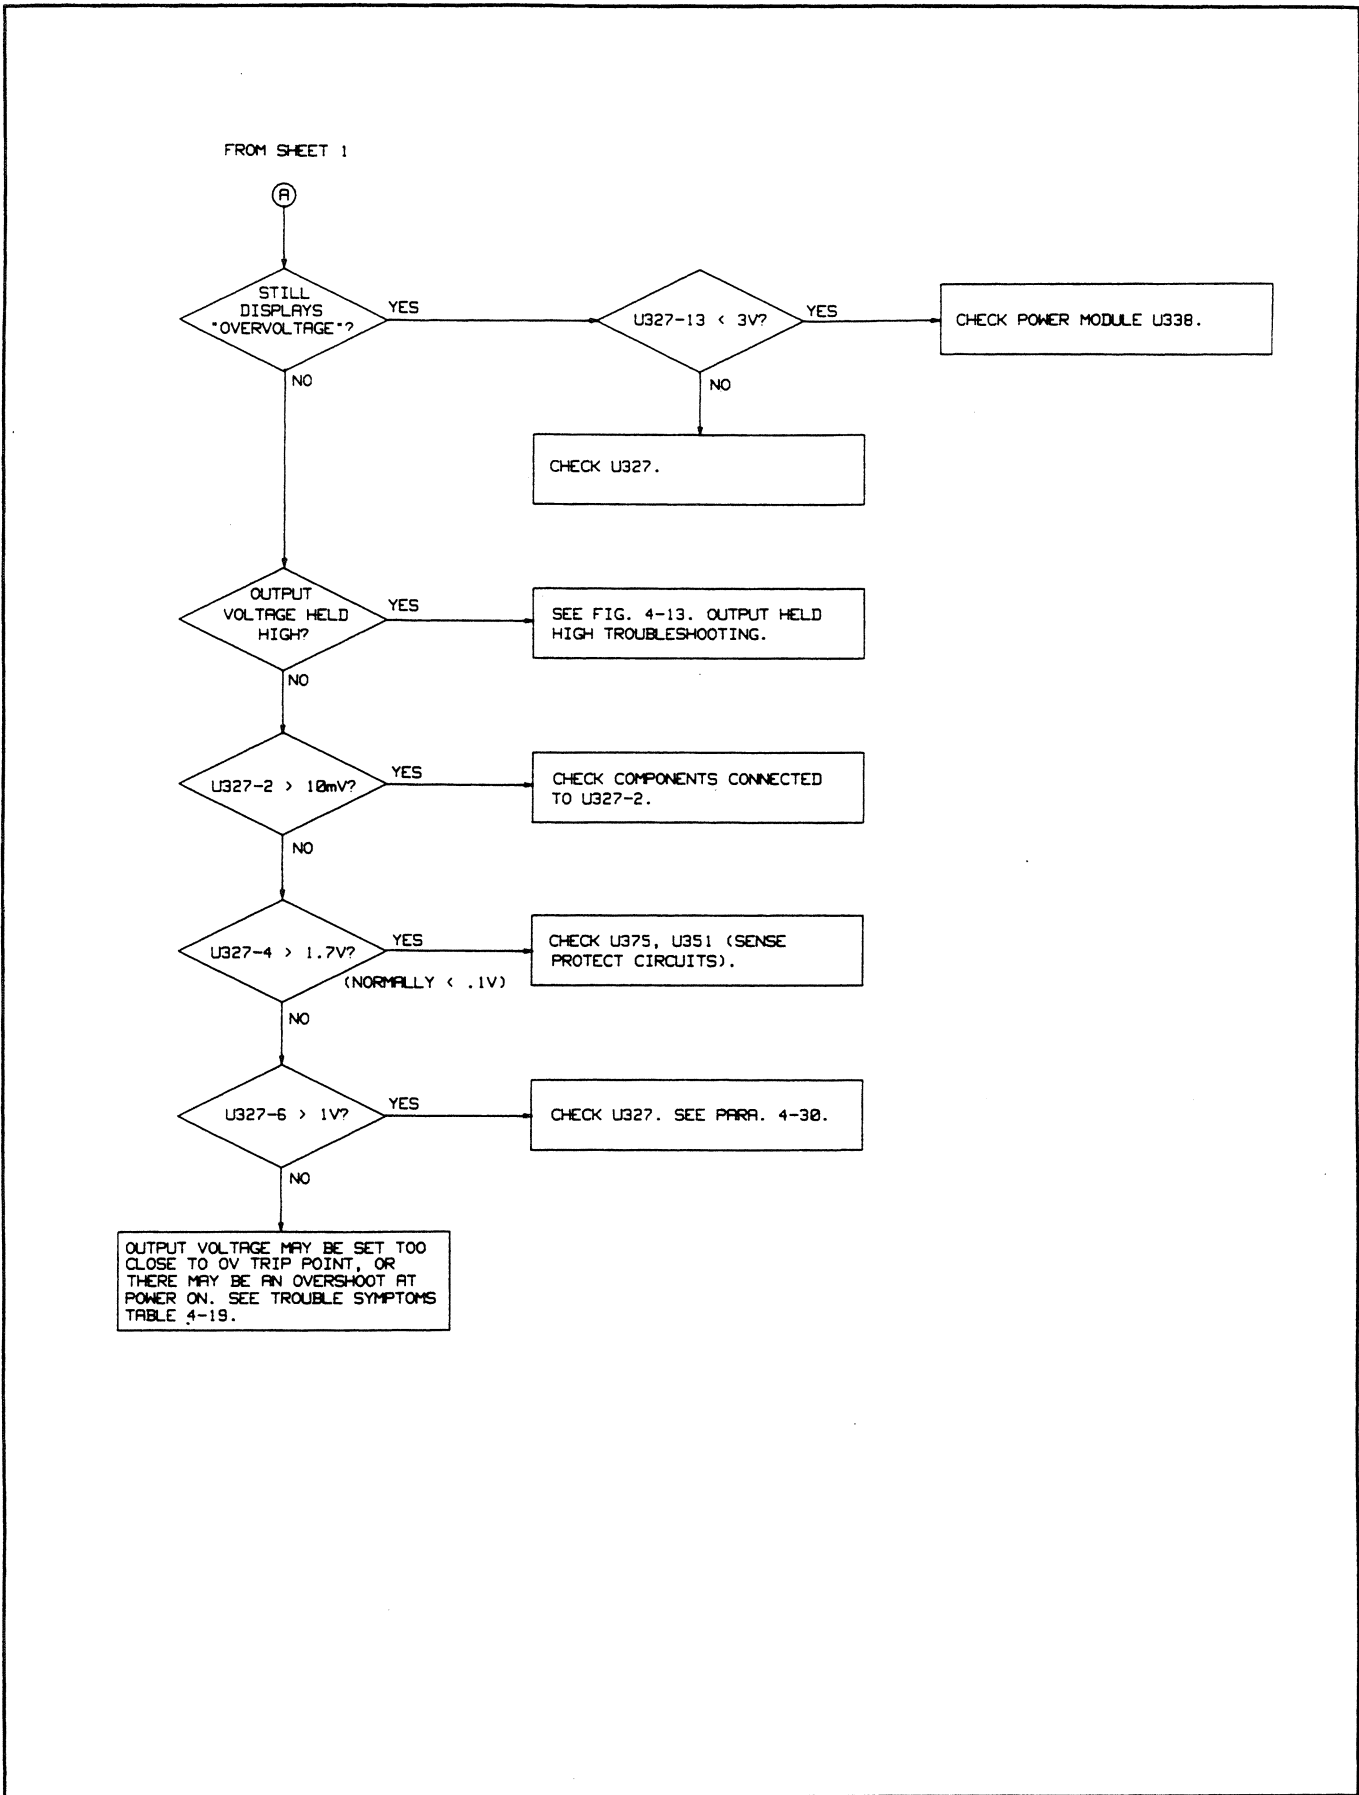 FROM SHEET 1
A
STILL
DISPLAYS
"OVERVOLTAGE"?
YES
U327-13 < 3V?
YES
CHECK POWER MODULE U338.
NO
NO
CHECK U327.
OUTPUT
VOLTAGE HELD
HIGH?
YES
SEE FIG. 4-13. OUTPUT HELD
HIGH TROUBLESHOOTING.
NO
U327-2 > 10mV?
YES
CHECK COMPONENTS CONNECTED
TO U327-2.
NO
U327-4 > 1.7V?
YES
(NORMALLY < .1V)
CHECK U375, U351 (SENSE
PROTECT CIRCUITS).
NO
U327-6 > 1V?
YES
CHECK U327. SEE PARA. 4-30.
NO
OUTPUT VOLTAGE MAY BE SET TOO
CLOSE TO OV TRIP POINT, OR
THERE MAY BE AN OVERSHOOT AT
POWER ON. SEE TROUBLE SYMPTOMS
TABLE 4-19.